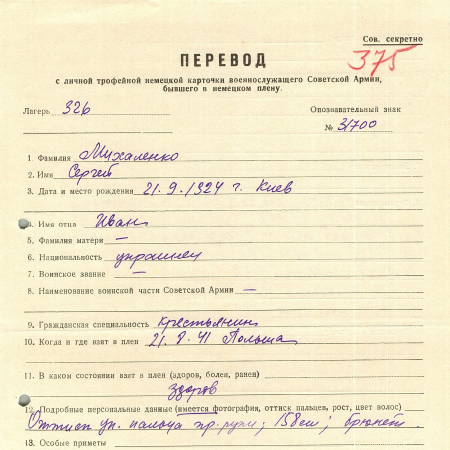 Сов. секретно
375
ПЕРЕВОД
с личной трофейной немецкой карточки военнослужащего Советской Армии,
бывшего в немецком плену.
Лагерь 326
Опознавательный знак
№ 31700
1. Фамилия Михаленко
2. Имя Сергей
3. Дата и место рождения 21.9.1924 г. Киев
4. Имя отца Иван
5. Фамилия матери —
6. Национальность украинец
7. Воинское звание —
8. Наименование воинской части Советской Армии —
9. Гражданская специальность крестьянин
10. Когда и где взят в плен 21.8.41 Польша
11. В каком состоянии взят в плен (здоров, болен, ранен)
здоров
12. Подробные персональные данные (имеется фотография, оттиск пальцев, рост, цвет волос)
Оттиск ук. пальца пр. руки; 158 см; брюнет.
13. Особые приметы